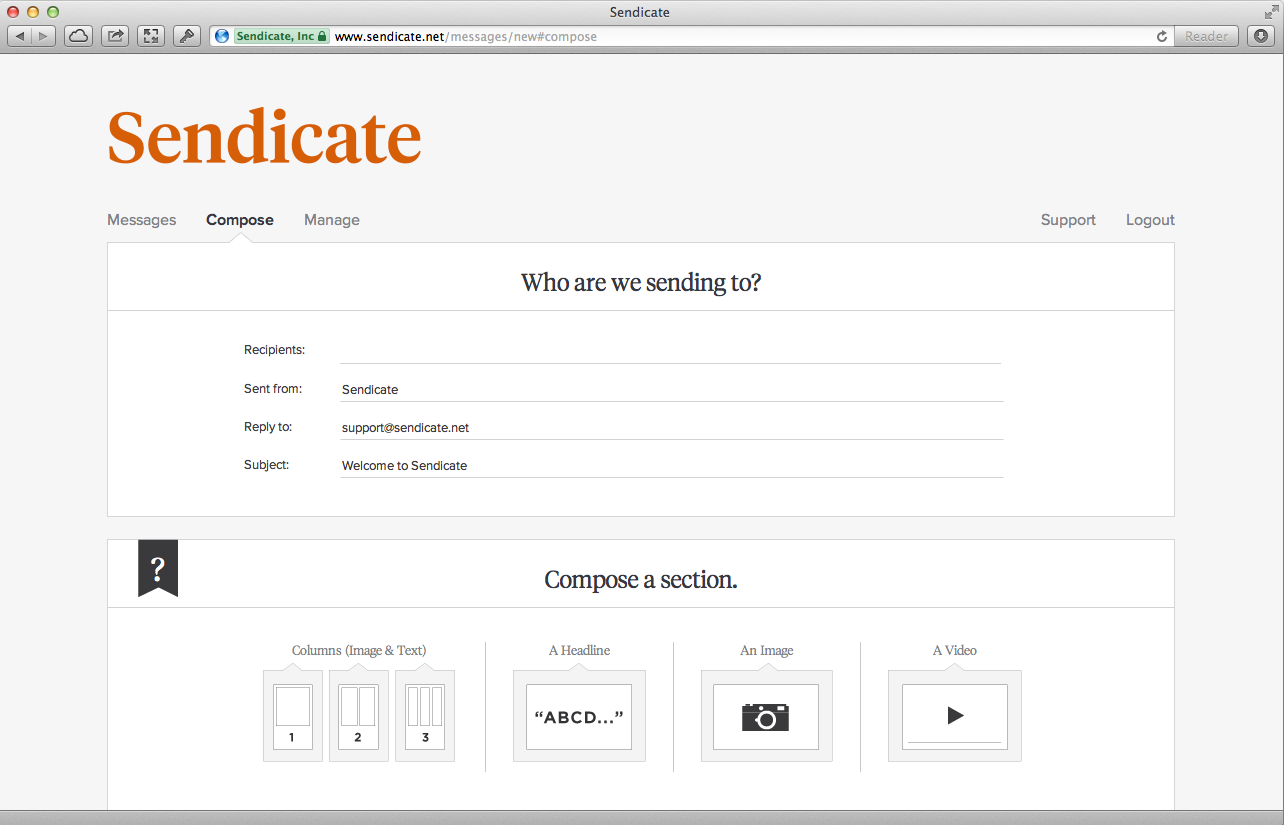 Sendicate
Sendicate, Inc www.sendicate.net/messages/new#compose Reader
Sendicate
Messages Compose Manage Support Logout
Who are we sending to?
Recipients:
Sent from: Sendicate
Reply to: support@sendicate.net
Subject: Welcome to Sendicate
?
Compose a section.
Columns (Image & Text) A Headline An Image A Video
1 2 3 “ABCD...”